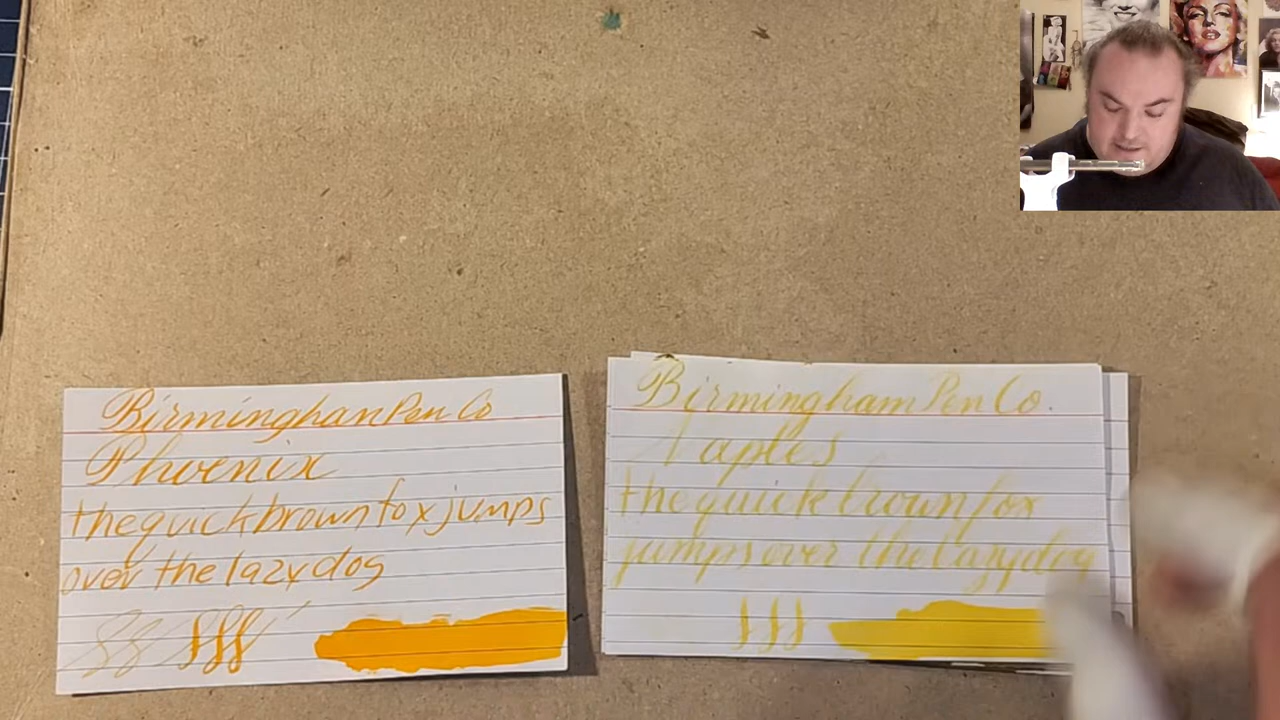 Birmingham Pen Co
Phoenix
the quick brown fox jumps
over the lazy dog
Birmingham Pen Co.
Naples
the quick brown fox
jumps over the lazy dog